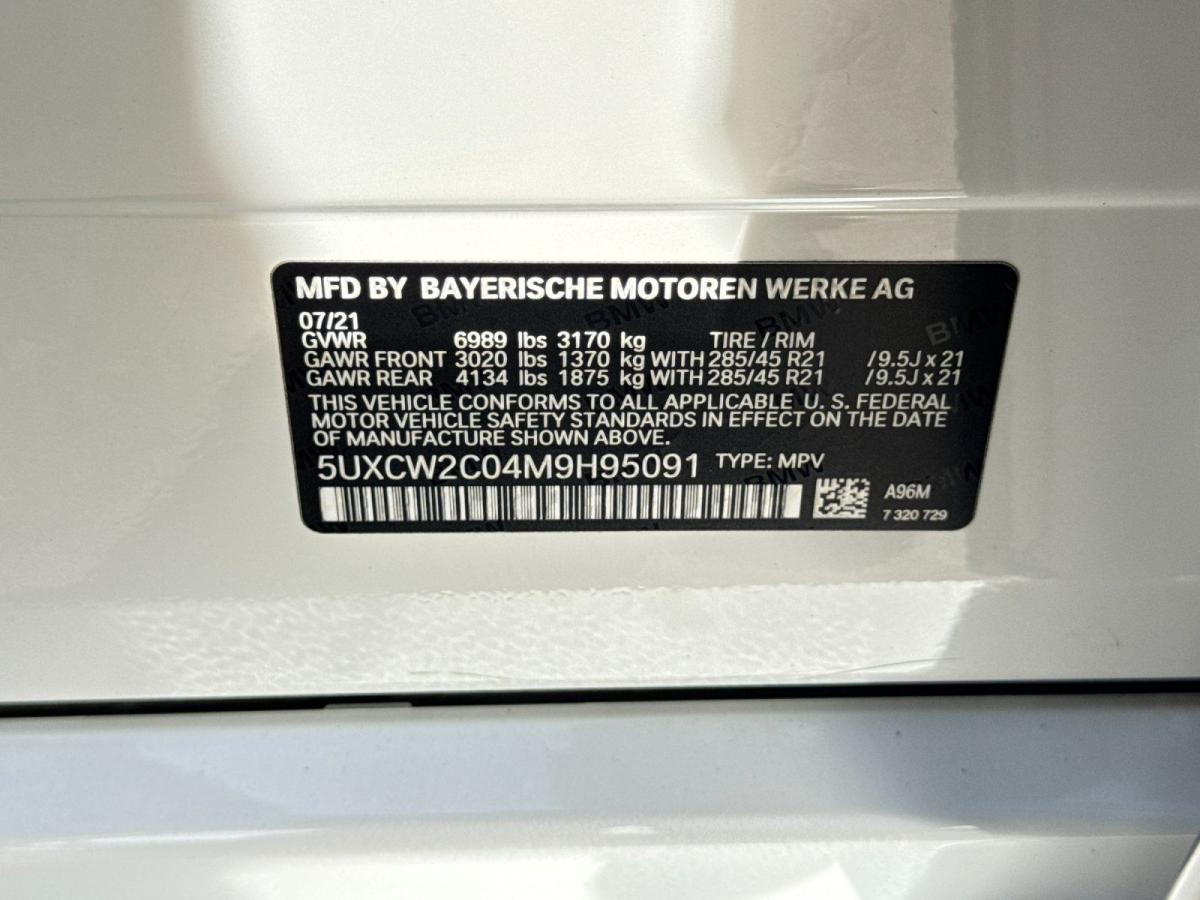 MFD BY BAYERISCHE MOTOREN WERKE AG
07/21
GVWR 6989 lbs 3170 kg TIRE / RIM
GAWR FRONT 3020 lbs 1370 kg WITH 285/45 R21 /9.5J x 21
GAWR REAR 4134 lbs 1875 kg WITH 285/45 R21 /9.5J x 21
THIS VEHICLE CONFORMS TO ALL APPLICABLE U. S. FEDERAL
MOTOR VEHICLE SAFETY STANDARDS IN EFFECT ON THE DATE
OF MANUFACTURE SHOWN ABOVE.
5UXCW2C04M9H95091 TYPE: MPV
A96M
7 320 729